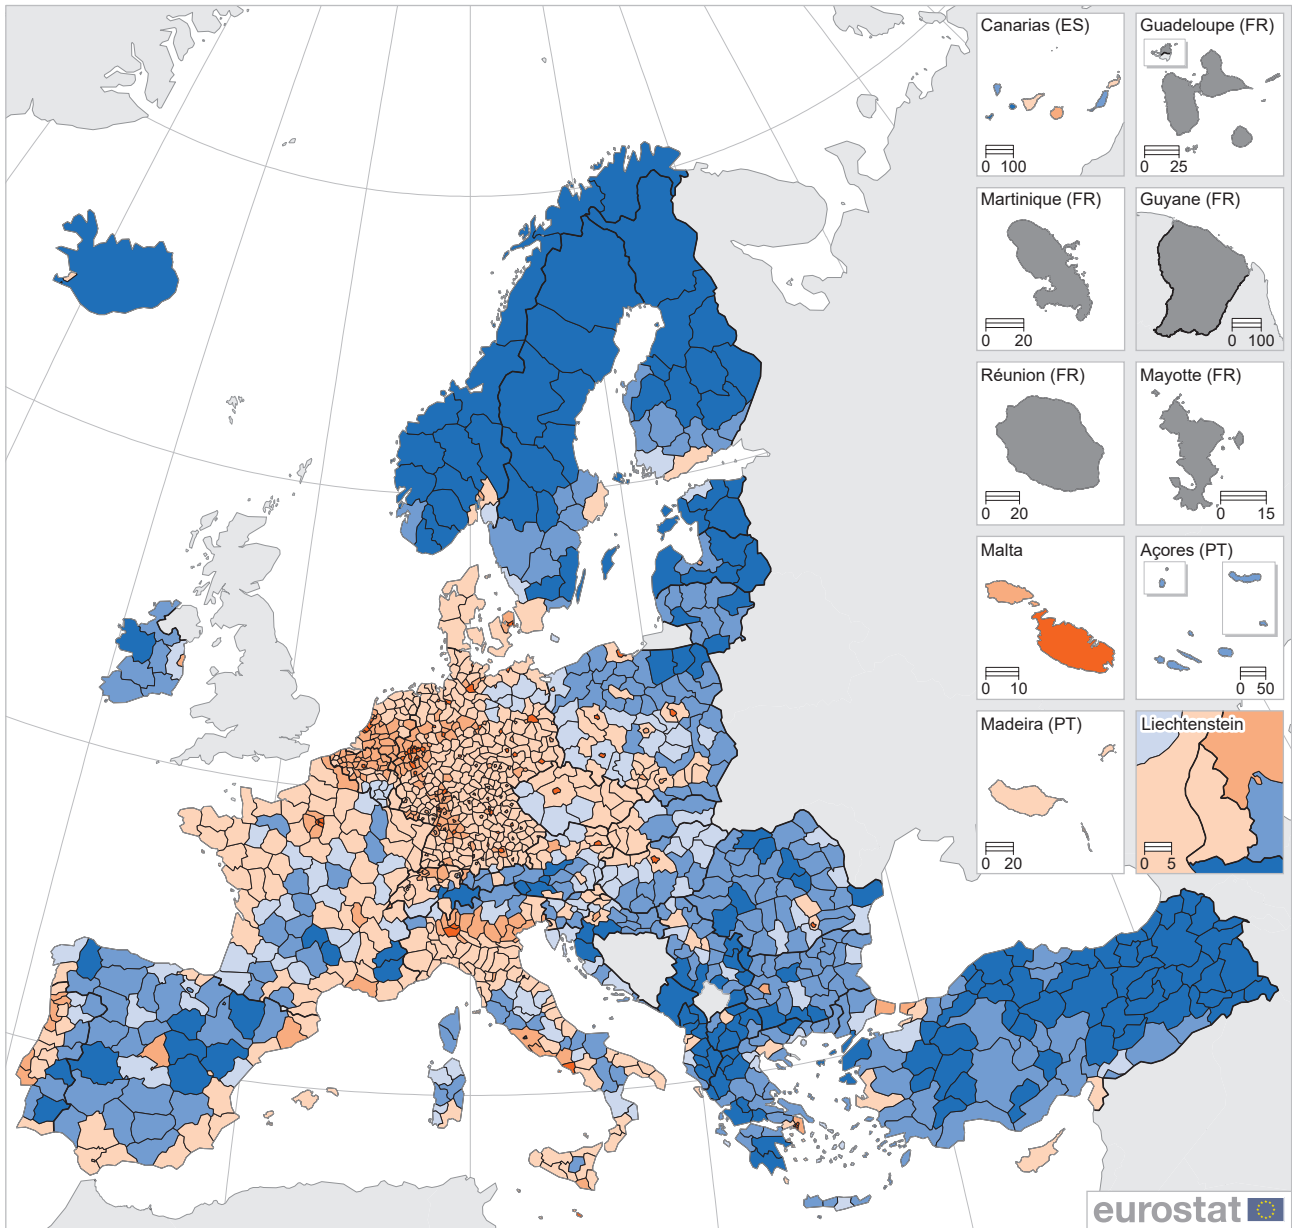 Canarias (ES)
0 100
Guadeloupe (FR)
0 25
Martinique (FR)
0 20
Guyane (FR)
0 100
Réunion (FR)
0 20
Mayotte (FR)
0 15
Malta
0 10
Açores (PT)
0 50
Madeira (PT)
0 20
Liechtenstein
0 5
eurostat